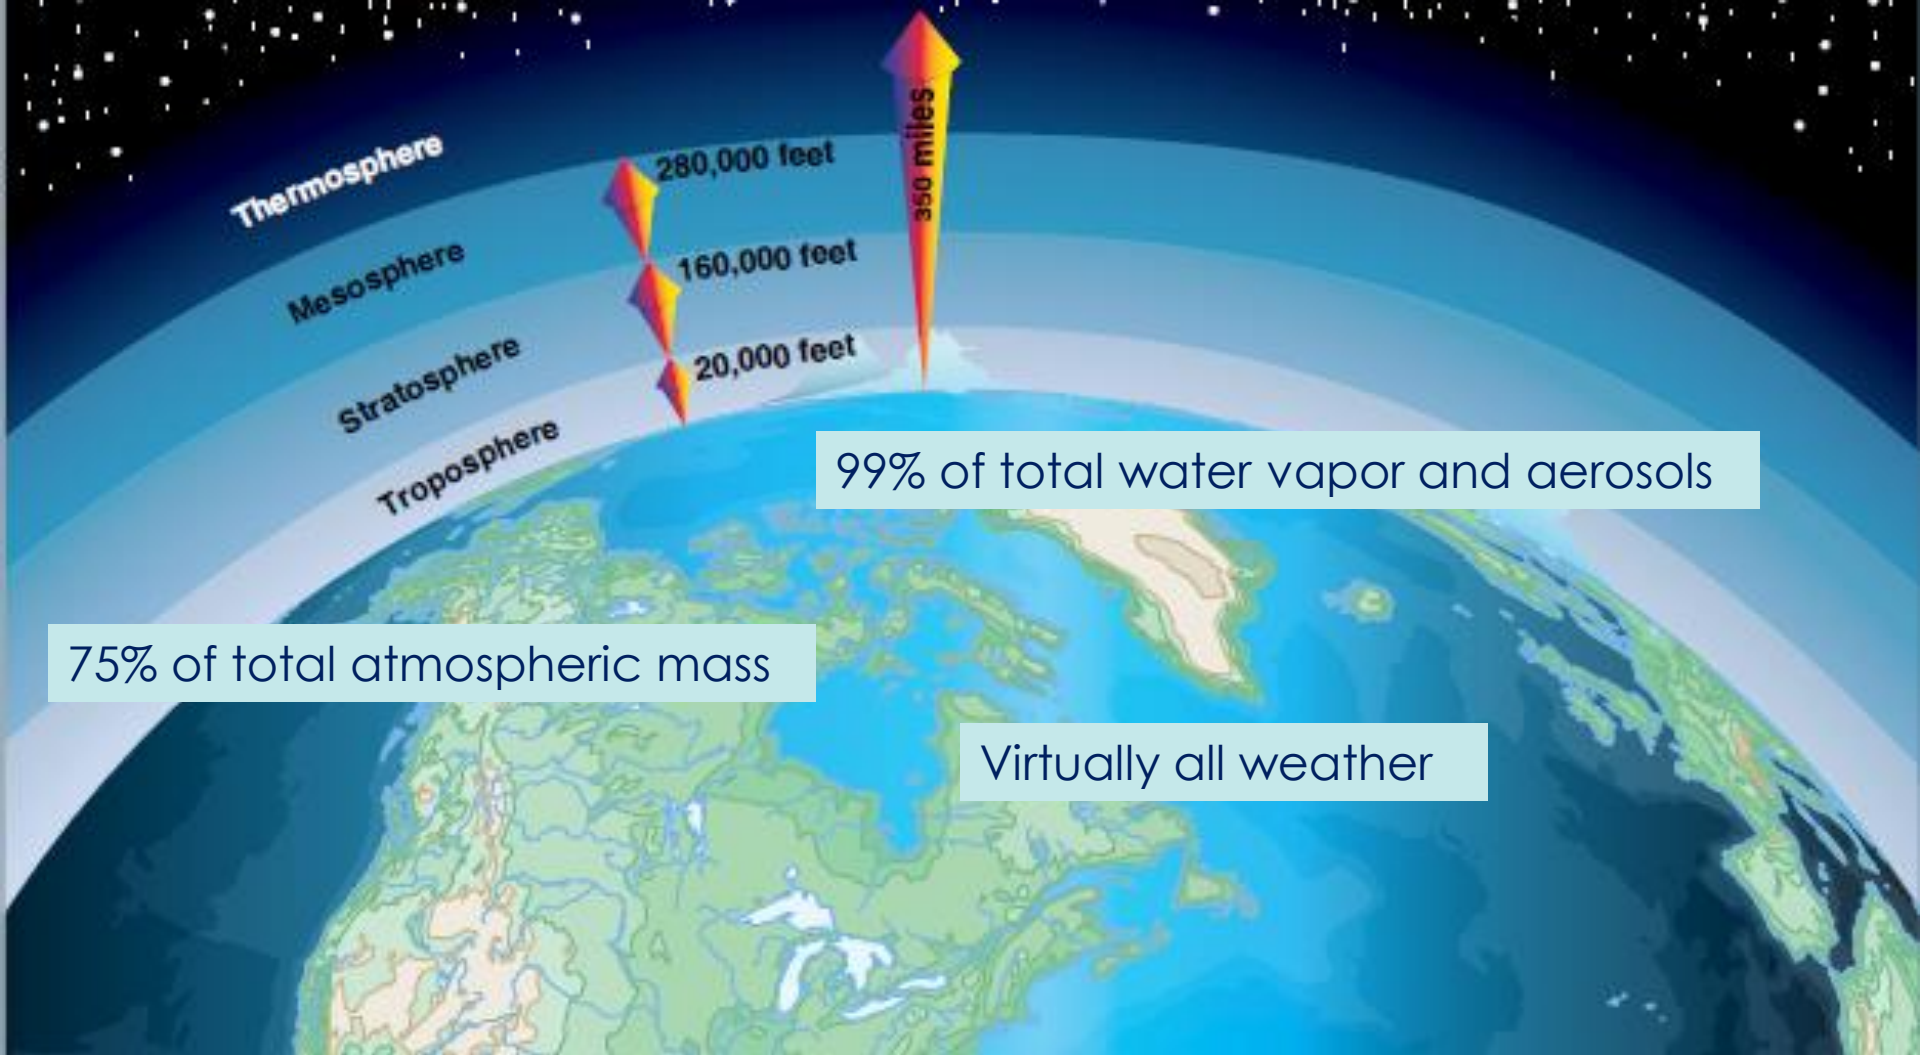 Thermosphere
280,000 feet
350 miles
Mesosphere
160,000 feet
Stratosphere
20,000 feet
Troposphere
99% of total water vapor and aerosols
75% of total atmospheric mass
Virtually all weather